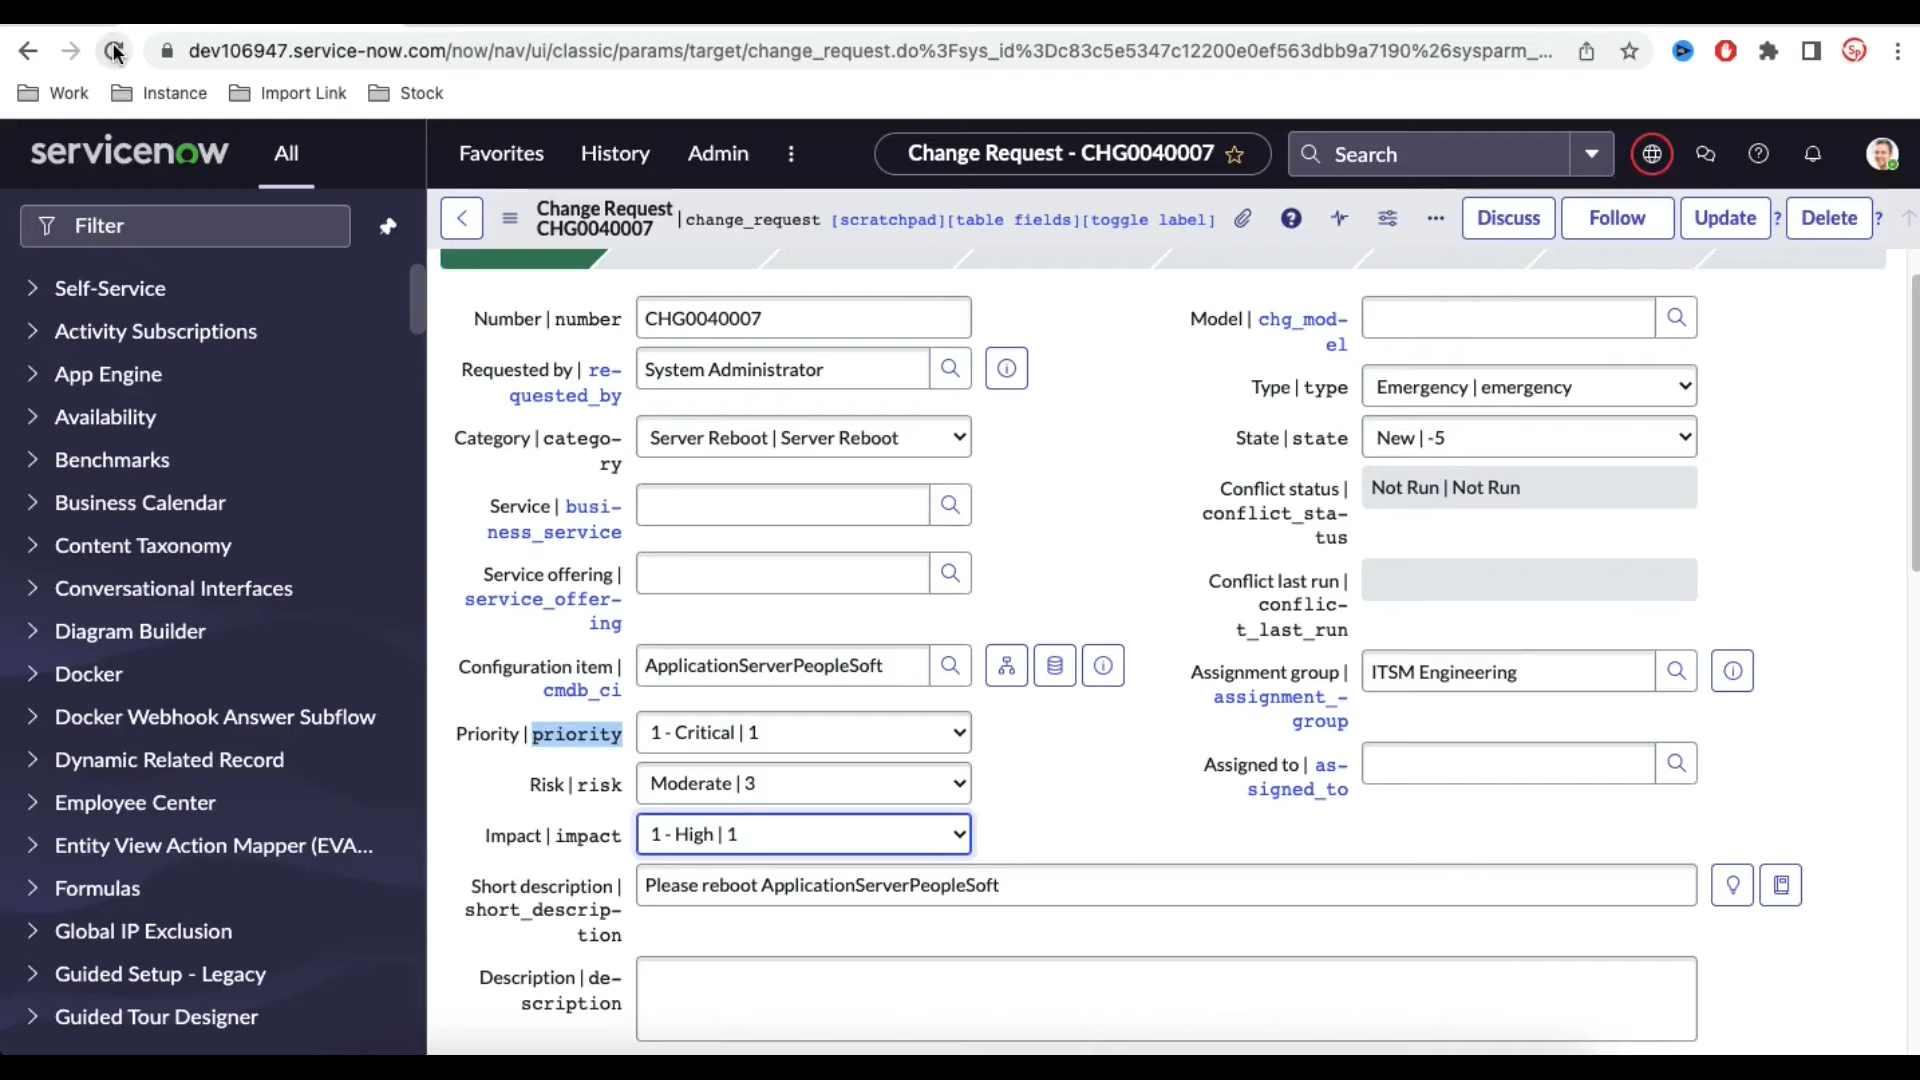 dev106947.service-now.com/now/nav/ui/classic/params/target/change_request.do%3Fsys_id%3Dc83c5e5347c12200e0ef563dbb9a7190%26sysparm_...
Sp
Work Instance Import Link Stock
servicenow All Favorites History Admin Change Request - CHG0040007 Search
Filter
Change Request
CHG0040007 |change_request [scratchpad][table fields][toggle label] Discuss Follow Update ? Delete ?
Self-Service
Activity Subscriptions
App Engine
Availability
Benchmarks
Business Calendar
Content Taxonomy
Conversational Interfaces
Diagram Builder
Docker
Docker Webhook Answer Subflow
Dynamic Related Record
Employee Center
Entity View Action Mapper (EVA...
Formulas
Global IP Exclusion
Guided Setup - Legacy
Guided Tour Designer
Number | number CHG0040007
Requested by | re-
quested_by System Administrator
Category | catego-
ry Server Reboot | Server Reboot
Service | busi-
ness_service
Service offering |
service_offer-
ing
Configuration item |
cmdb_ci ApplicationServerPeopleSoft
Priority | priority 1 - Critical | 1
Risk | risk Moderate | 3
Impact | impact 1 - High | 1
Short description |
short_descrip-
tion Please reboot ApplicationServerPeopleSoft
Description | de-
scription
Model | chg_mod-
el
Type | type Emergency | emergency
State | state New | -5
Conflict status |
conflict_sta-
tus Not Run | Not Run
Conflict last run |
conflic-
t_last_run
Assignment group |
assignment_-
group ITSM Engineering
Assigned to | as-
signed_to